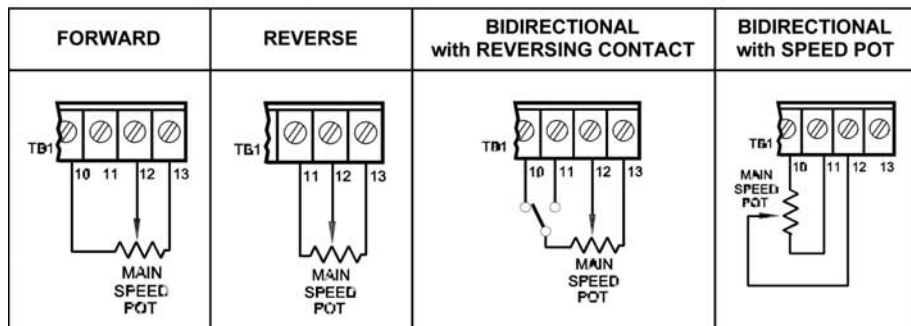 FORWARD
REVERSE
BIDIRECTIONAL
with REVERSING CONTACT
BIDIRECTIONAL
with SPEED POT
TB1
10 11 12 13
MAIN
SPEED
POT
TB1
11 12 13
MAIN
SPEED
POT
TB1
10 11 12 13
MAIN
SPEED
POT
TB1
10 11 12 13
MAIN
SPEED
POT